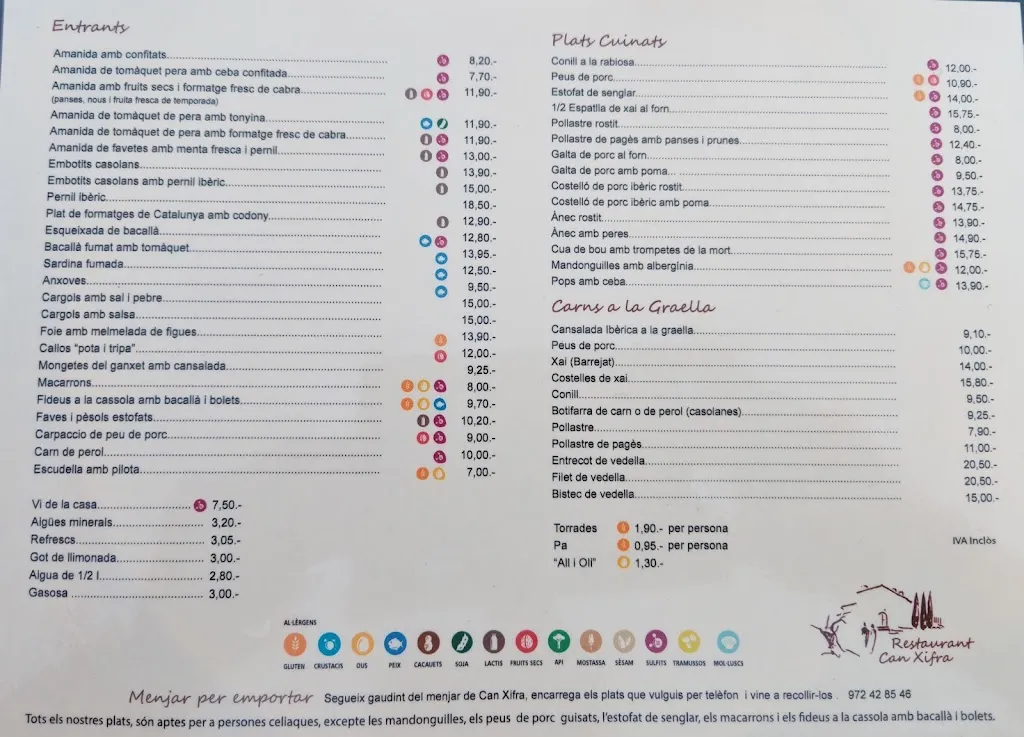 Entrants
Amanida amb confitats 8,20.-
Amanida de tomàquet pera amb ceba confitada 7,70.-
Amanida amb fruits secs i formatge fresc de cabra 11,90.-
(panses, nous i fruita fresca de temporada)
Amanida de tomàquet de pera amb tonyina 11,90.-
Amanida de tomàquet de pera amb formatge fresc de cabra 11,90.-
Amanida de favetes amb menta fresca i pernil 13,00.-
Embotits casolans 13,90.-
Embotits casolans amb pernil ibèric 15,00.-
Pernil ibèric 18,50.-
Plat de formatges de Catalunya amb codony 12,90.-
Esqueixada de bacallà 12,80.-
Bacallà fumat amb tomàquet 13,95.-
Sardina fumada 12,50.-
Anxoves 9,50.-
Cargols amb sal i pebre 15,00.-
Cargols amb salsa 15,00.-
Foie amb melmelada de figues 13,90.-
Callos "pota i tripa" 12,00.-
Mongetes del ganxet amb cansalada 9,25.-
Macarrons 8,00.-
Fideus a la cassola amb bacallà i bolets 9,70.-
Faves i pèsols estofats 10,20.-
Carpaccio de peu de porc 9,00.-
Carn de perol 10,00.-
Escudella amb pilota 7,00.-
Vi de la casa 7,50.-
Aigües minerals 3,20.-
Refrescs 3,05.-
Got de llimonada 3,00.-
Aigua de 1/2 l 2,80.-
Gasosa 3,00.-
Plats Cuinats
Conill a la rabiosa 12,00.-
Peus de porc 10,90.-
Estofat de senglar 14,00.-
1/2 Espatlla de xai al forn 15,75.-
Pollastre rostit 8,00.-
Pollastre de pagès amb panses i prunes 12,40.-
Galta de porc al forn 8,00.-
Galta de porc amb poma 9,50.-
Costelló de porc ibèric rostit 13,75.-
Costelló de porc ibèric amb poma 14,75.-
Ànec rostit 13,90.-
Ànec amb peres 14,90.-
Cua de bou amb trompetes de la mort 15,75.-
Mandonguilles amb albergínia 12,00.-
Pops amb ceba 13,90.-
Carns a la Graella
Cansalada Ibèrica a la graella 9,10.-
Peus de porc 10,00.-
Xai (Barrejat) 14,00.-
Costelles de xai 15,80.-
Conill 9,50.-
Botifarra de carn o de perol (casolanes) 9,25.-
Pollastre 7,90.-
Pollastre de pagès 11,00.-
Entrecot de vedella 20,50.-
Filet de vedella 20,50.-
Bistec de vedella 15,00.-
Torrades 1,90.- per persona
Pa 0,95.- per persona
"All i Oli" 1,30.-
IVA Inclòs
AL·LÈRGENS
GLUTEN CRUSTACIS OUS PEIX CACAUETS SOJA LACTIS FRUITS SECS API MOSTASSA SÈSAM SULFITS TRAMUSSOS MOL·LUSCS
Restaurant
Can Xifra
Menjar per emportar Segueix gaudint del menjar de Can Xifra, encarrega els plats que vulguis per telèfon i vine a recollir-los . 972 42 85 46
Tots els nostres plats, són aptes per a persones celiaques, excepte les mandonguilles, els peus de porc guisats, l'estofat de senglar, els macarrons i els fideus a la cassola amb bacallà i bolets.